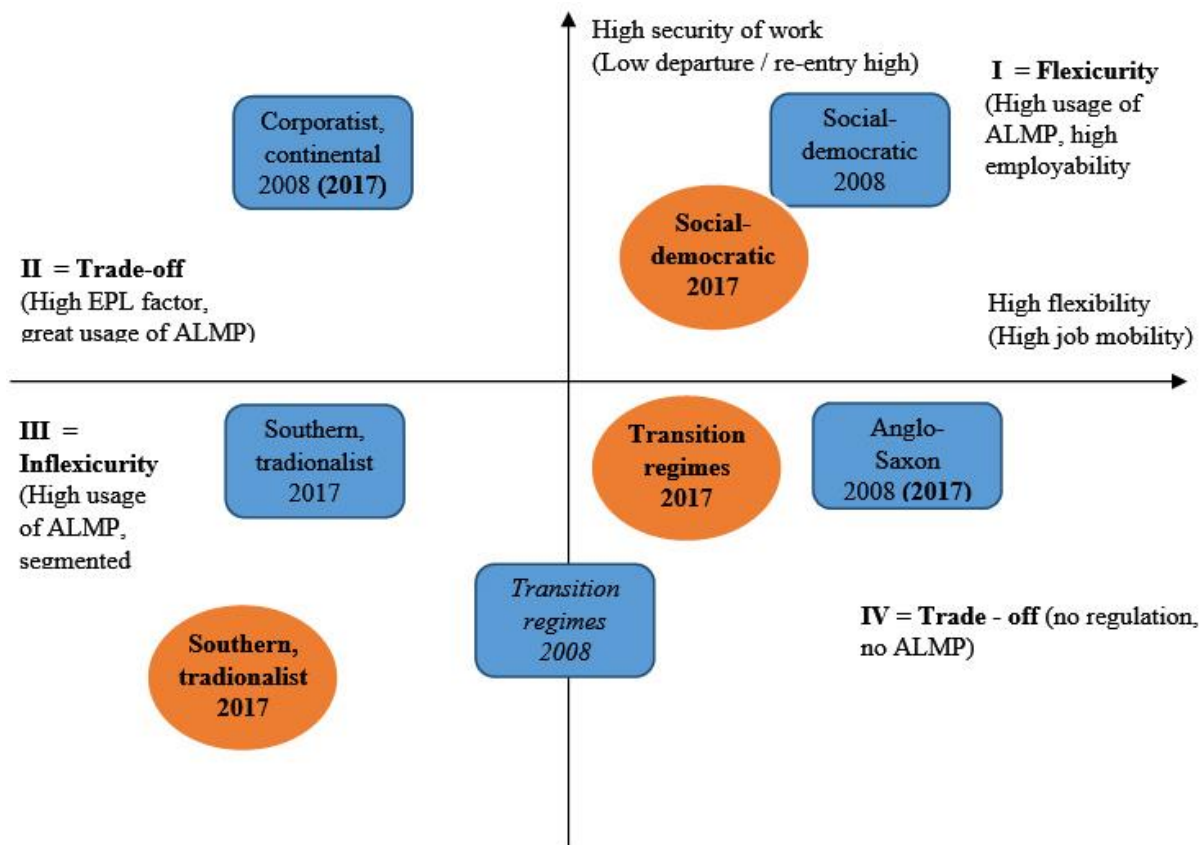 High security of work
(Low departure / re-entry high)
I = Flexicurity
(High usage of
ALMP, high
employability
Corporatist,
continental
2008 (2017)
Social-
democratic
2008
Social-
democratic
2017
II = Trade-off
(High EPL factor,
great usage of ALMP)
High flexibility
(High job mobility)
III =
Inflexicurity
(High usage
of ALMP,
segmented
Southern,
tradionalist
2017
Transition
regimes
2017
Anglo-
Saxon
2008 (2017)
Transition
regimes
2008
Southern,
tradionalist
2017
IV = Trade - off (no regulation,
no ALMP)